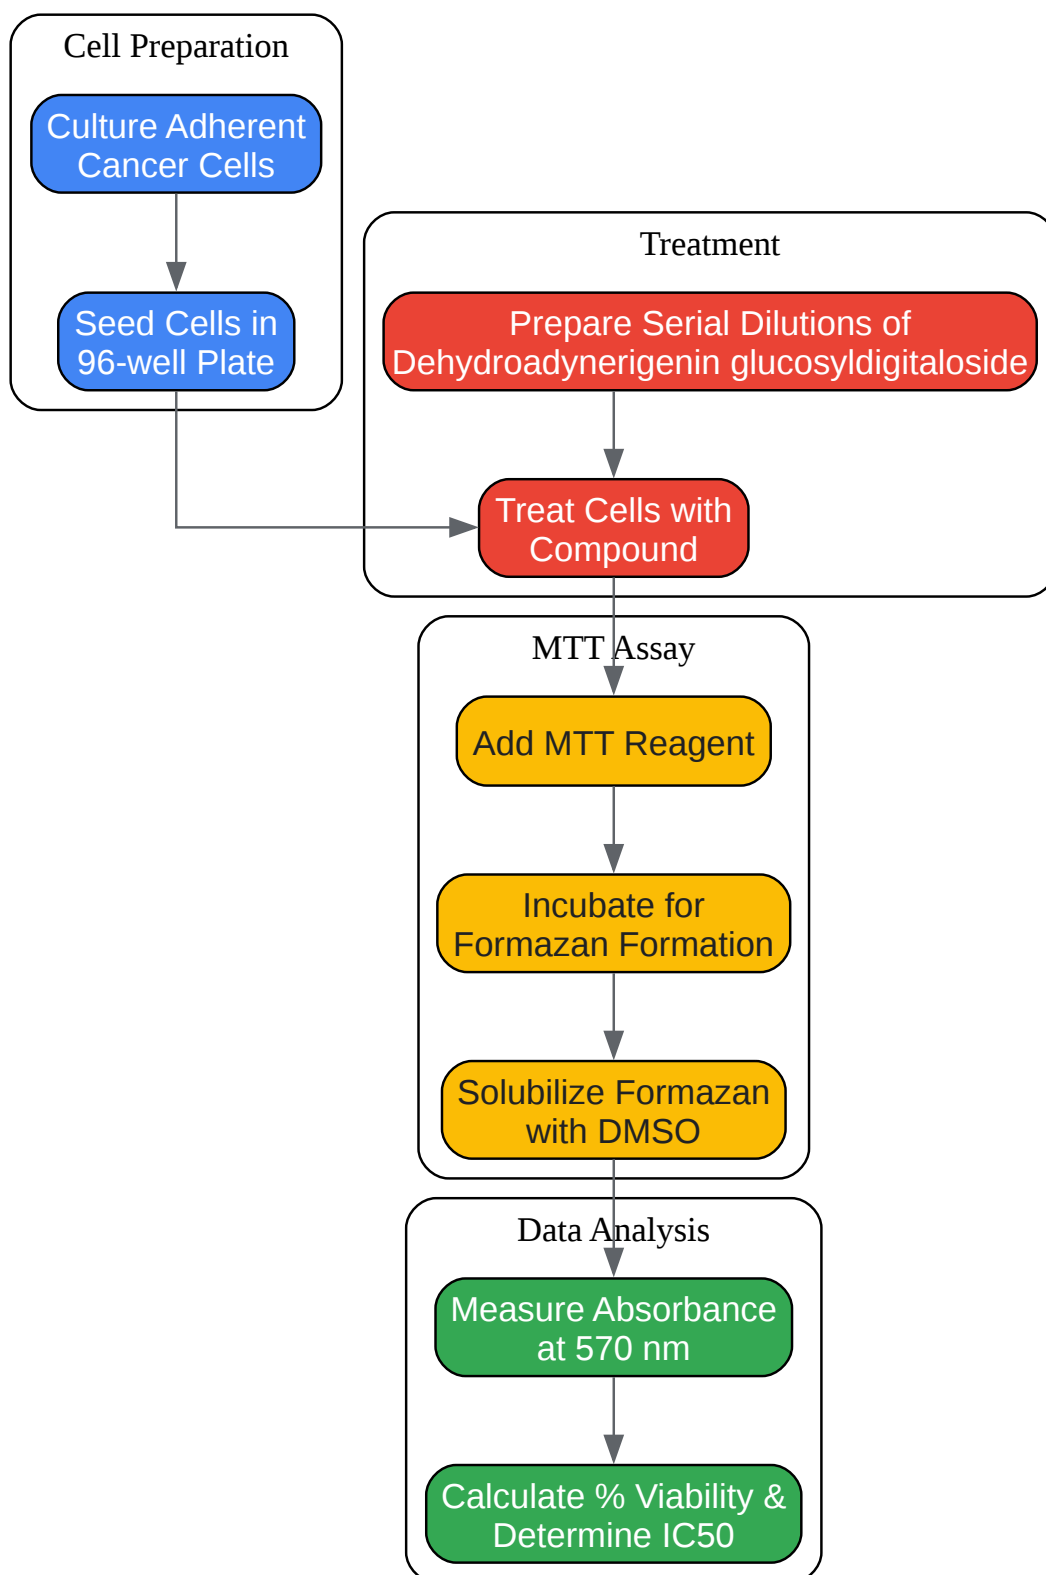 Cell Preparation
Culture Adherent
Cancer Cells
Seed Cells in
96-well Plate
Treatment
Prepare Serial Dilutions of
Dehydroadynerigenin glucosyldigitaloside
Treat Cells with
Compound
MTT Assay
Add MTT Reagent
Incubate for
Formazan Formation
Solubilize Formazan
with DMSO
Data Analysis
Measure Absorbance
at 570 nm
Calculate % Viability &
Determine IC50